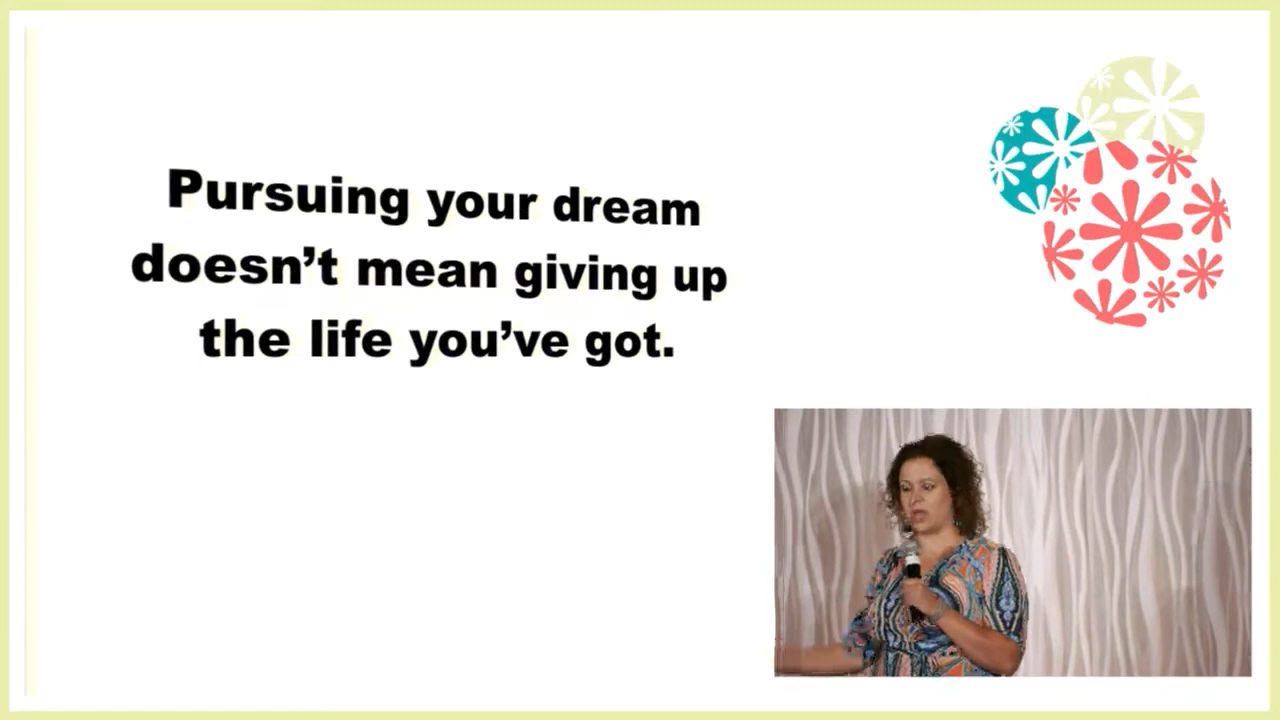 Pursuing your dream
doesn’t mean giving up
the life you’ve got.